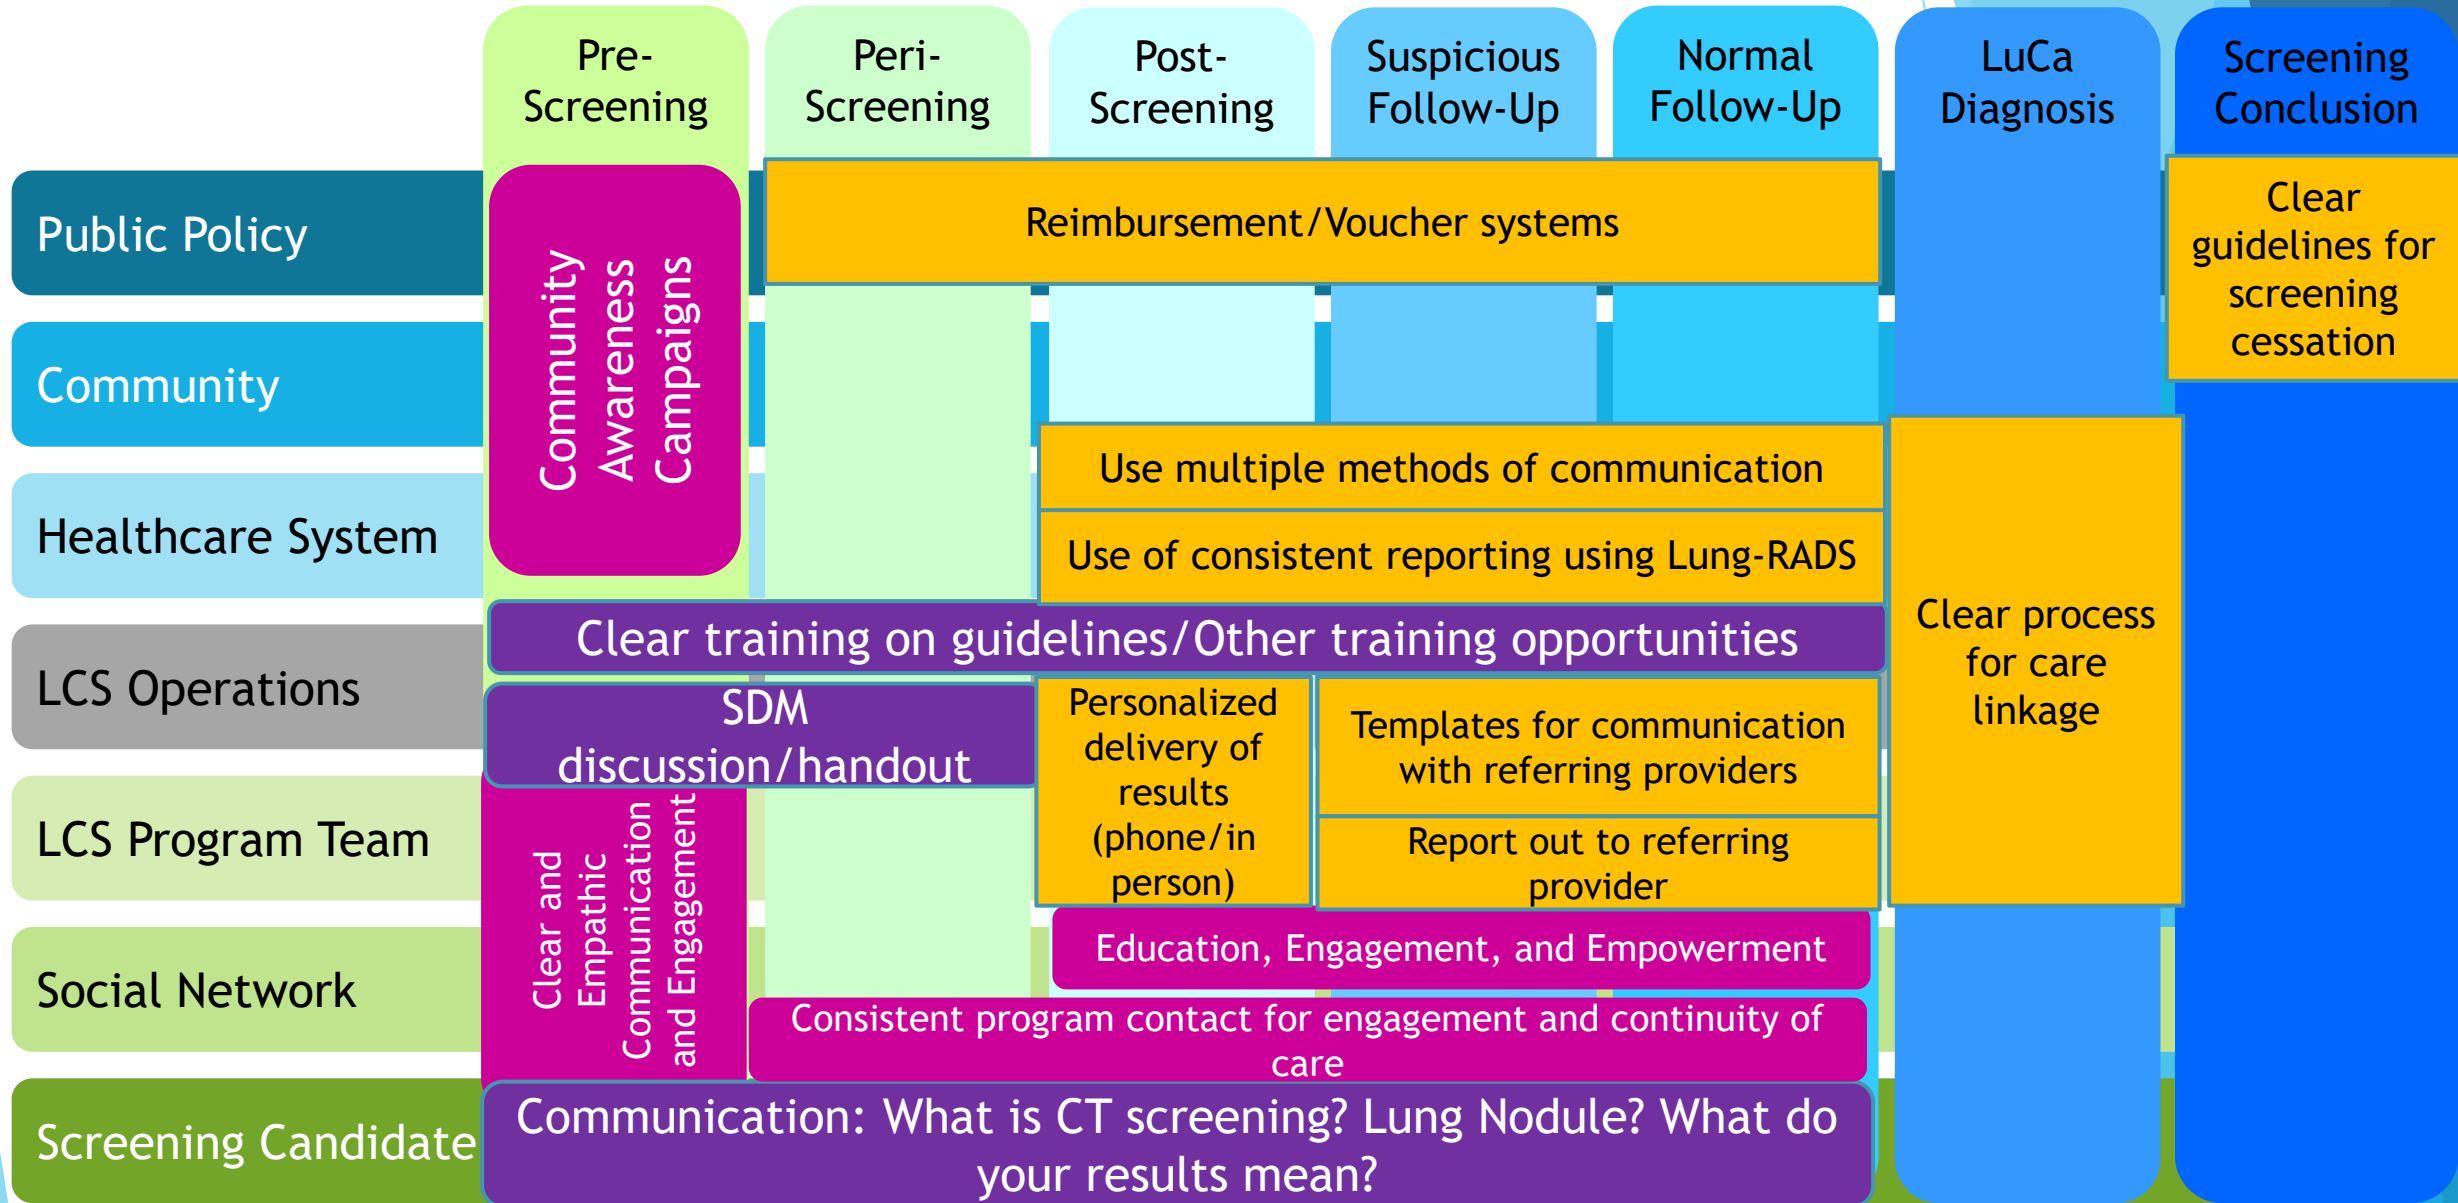 Pre-
Screening
Peri-
Screening
Post-
Screening
Suspicious
Follow-Up
Normal
Follow-Up
LuCa
Diagnosis
Screening
Conclusion
Public Policy
Community
Healthcare System
LCS Operations
LCS Program Team
Social Network
Screening Candidate
Community
Awareness
Campaigns
Reimbursement/Voucher systems
Clear
guidelines for
screening
cessation
Use multiple methods of communication
Use of consistent reporting using Lung-RADS
Clear process
for care
linkage
Clear training on guidelines/Other training opportunities
SDM
discussion/handout
Personalized
delivery of
results
(phone/in
person)
Templates for communication
with referring providers
Report out to referring
provider
Clear and
Empathic
Communication
and Engagement
Education, Engagement, and Empowerment
Consistent program contact for engagement and continuity of
care
Communication: What is CT screening? Lung Nodule? What do
your results mean?